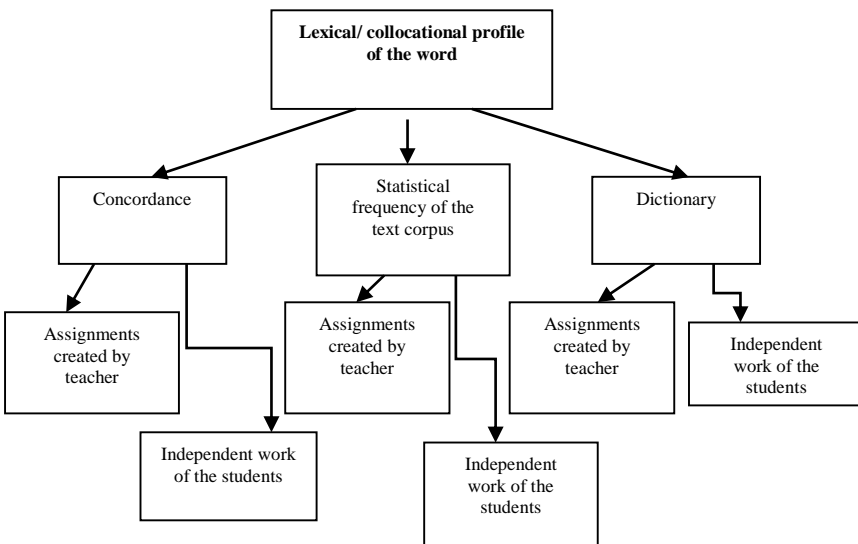 Lexical/ collocational profile
of the word
Concordance
Statistical
frequency of the
text corpus
Dictionary
Assignments
created by
teacher
Independent work
of the students
Assignments
created by
teacher
Independent
work of the
students
Assignments
created by
teacher
Independent
work of the
students